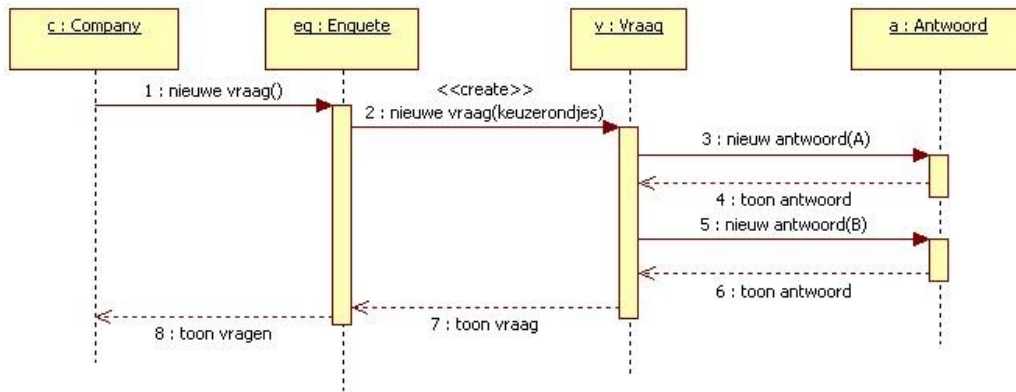 c : Company
eq : Enquete
v : Vraag
a : Antwoord
1 : nieuwe vraag()
<<create>>
2 : nieuwe vraag(keuzerondjes)
3 : nieuw antwoord(A)
4 : toon antwoord
5 : nieuw antwoord(B)
6 : toon antwoord
7 : toon vraag
8 : toon vragen